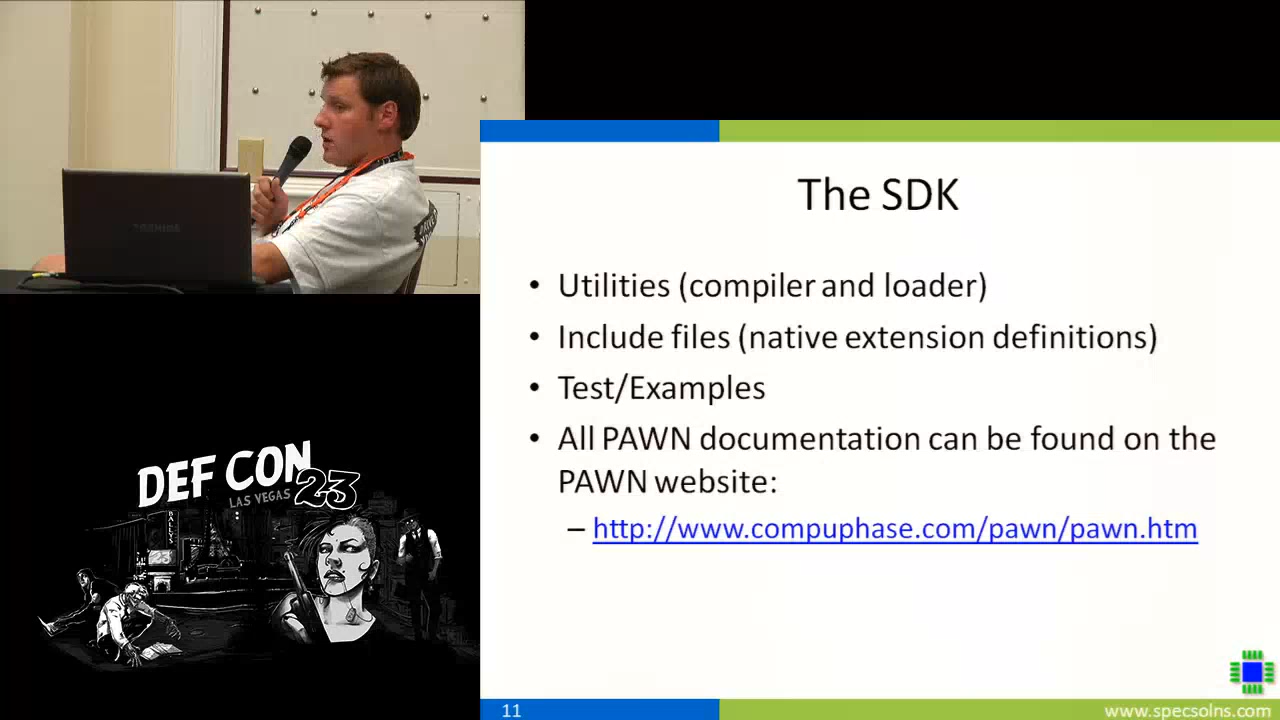 TOSHIBA
The SDK
• Utilities (compiler and loader)
• Include files (native extension definitions)
• Test/Examples
• All PAWN documentation can be found on the
PAWN website:
– http://www.compuphase.com/pawn/pawn.htm
DEF CON
LAS VEGAS 23
BALLY'S
11
www.specsolns.com